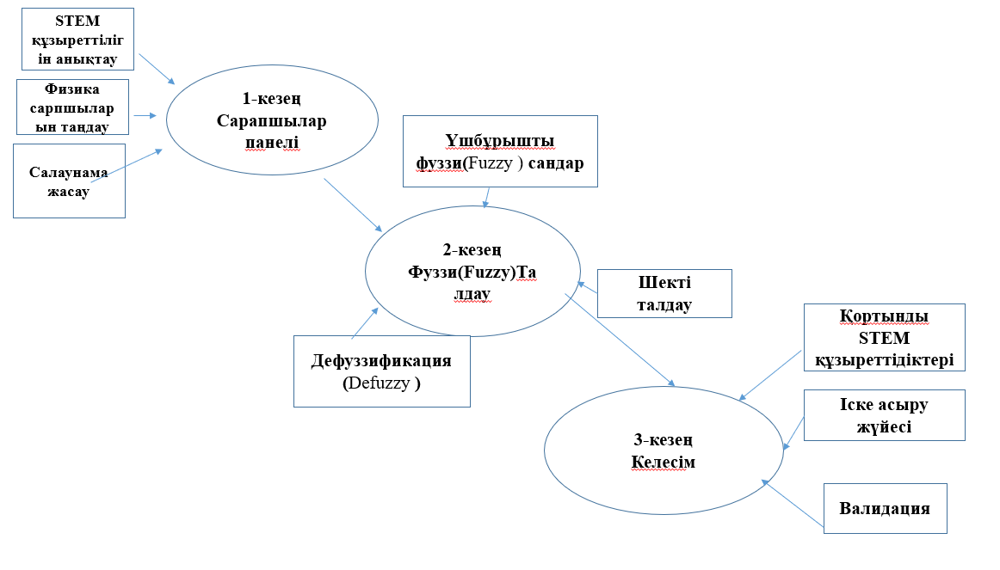 STEM
құзыреттіліг
ін анықтау
Физика
сарпшылар
ын таңдау
Салаунама
жасау
1-кезең
Сарапшылар
панелі
Үшбұрышты
фуззи(Fuzzy ) сандар
2-кезең
Фуззи(Fuzzy)Та
лдау
Шекті
талдау
Дефуззификация
(Defuzzy )
Қортынды
STEM
құзыреттідіктері
Іске асыру
жүйесі
3-кезең
Келесім
Валидация